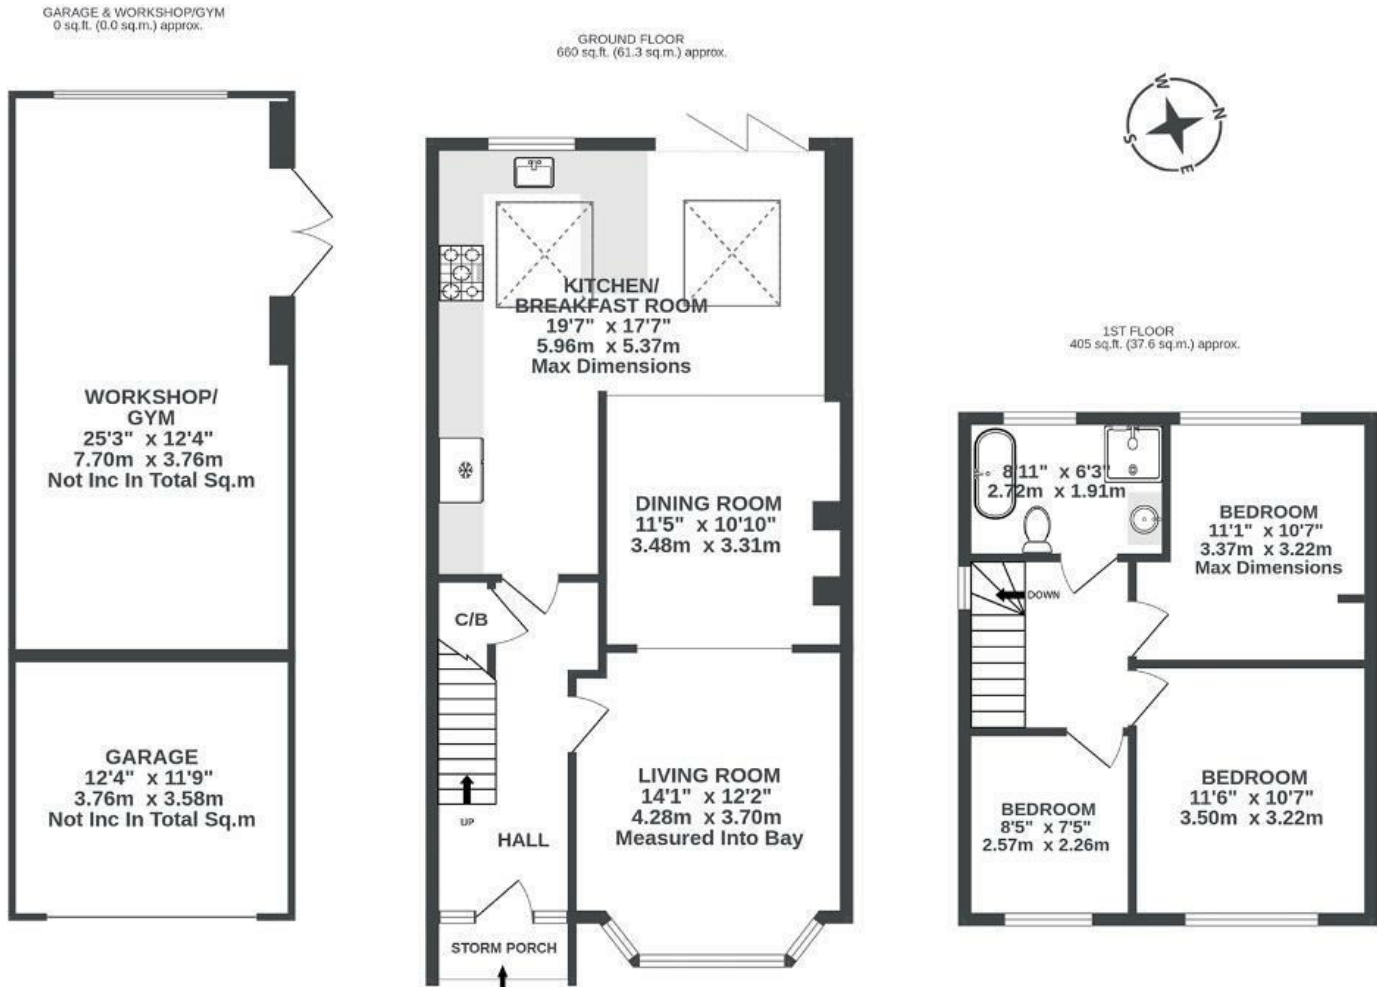 GARAGE & WORKSHOP/GYM
0 sq.ft. (0.0 sq.m.) approx.
WORKSHOP/
GYM
25'3" x 12'4"
7.70m x 3.76m
Not Inc In Total Sq.m
GARAGE
12'4" x 11'9"
3.76m x 3.58m
Not Inc In Total Sq.m
GROUND FLOOR
660 sq.ft. (61.3 sq.m.) approx.
KITCHEN/
BREAKFAST ROOM
19'7" x 17'7"
5.96m x 5.37m
Max Dimensions
DINING ROOM
11'5" x 10'10"
3.48m x 3.31m
C/B
UP
HALL
LIVING ROOM
14'1" x 12'2"
4.28m x 3.70m
Measured Into Bay
STORM PORCH
W
N
S
E
1ST FLOOR
405 sq.ft. (37.6 sq.m.) approx.
8'11" x 6'3"
2.72m x 1.91m
BEDROOM
11'1" x 10'7"
3.37m x 3.22m
Max Dimensions
DOWN
BEDROOM
8'5" x 7'5"
2.57m x 2.26m
BEDROOM
11'6" x 10'7"
3.50m x 3.22m